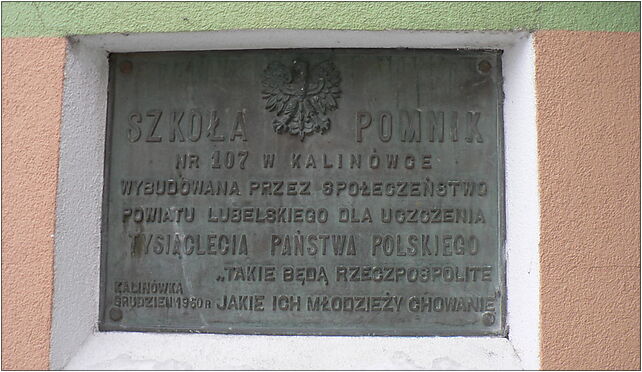 SZKOŁA POMNIK
NR 107 W KALINÓWCE
WYBUDOWANA PRZEZ SPOŁECZEŃSTWO
POWIATU LUBELSKIEGO DLA UCZCZENIA
TYSIĄCLECIA PAŃSTWA POLSKIEGO
„TAKIE BĘDĄ RZECZPOSPOLITE
JAKIE ICH MŁODZIEŻY CHOWANIE"
KALINÓWKA
GRUDZIEŃ 1960 R